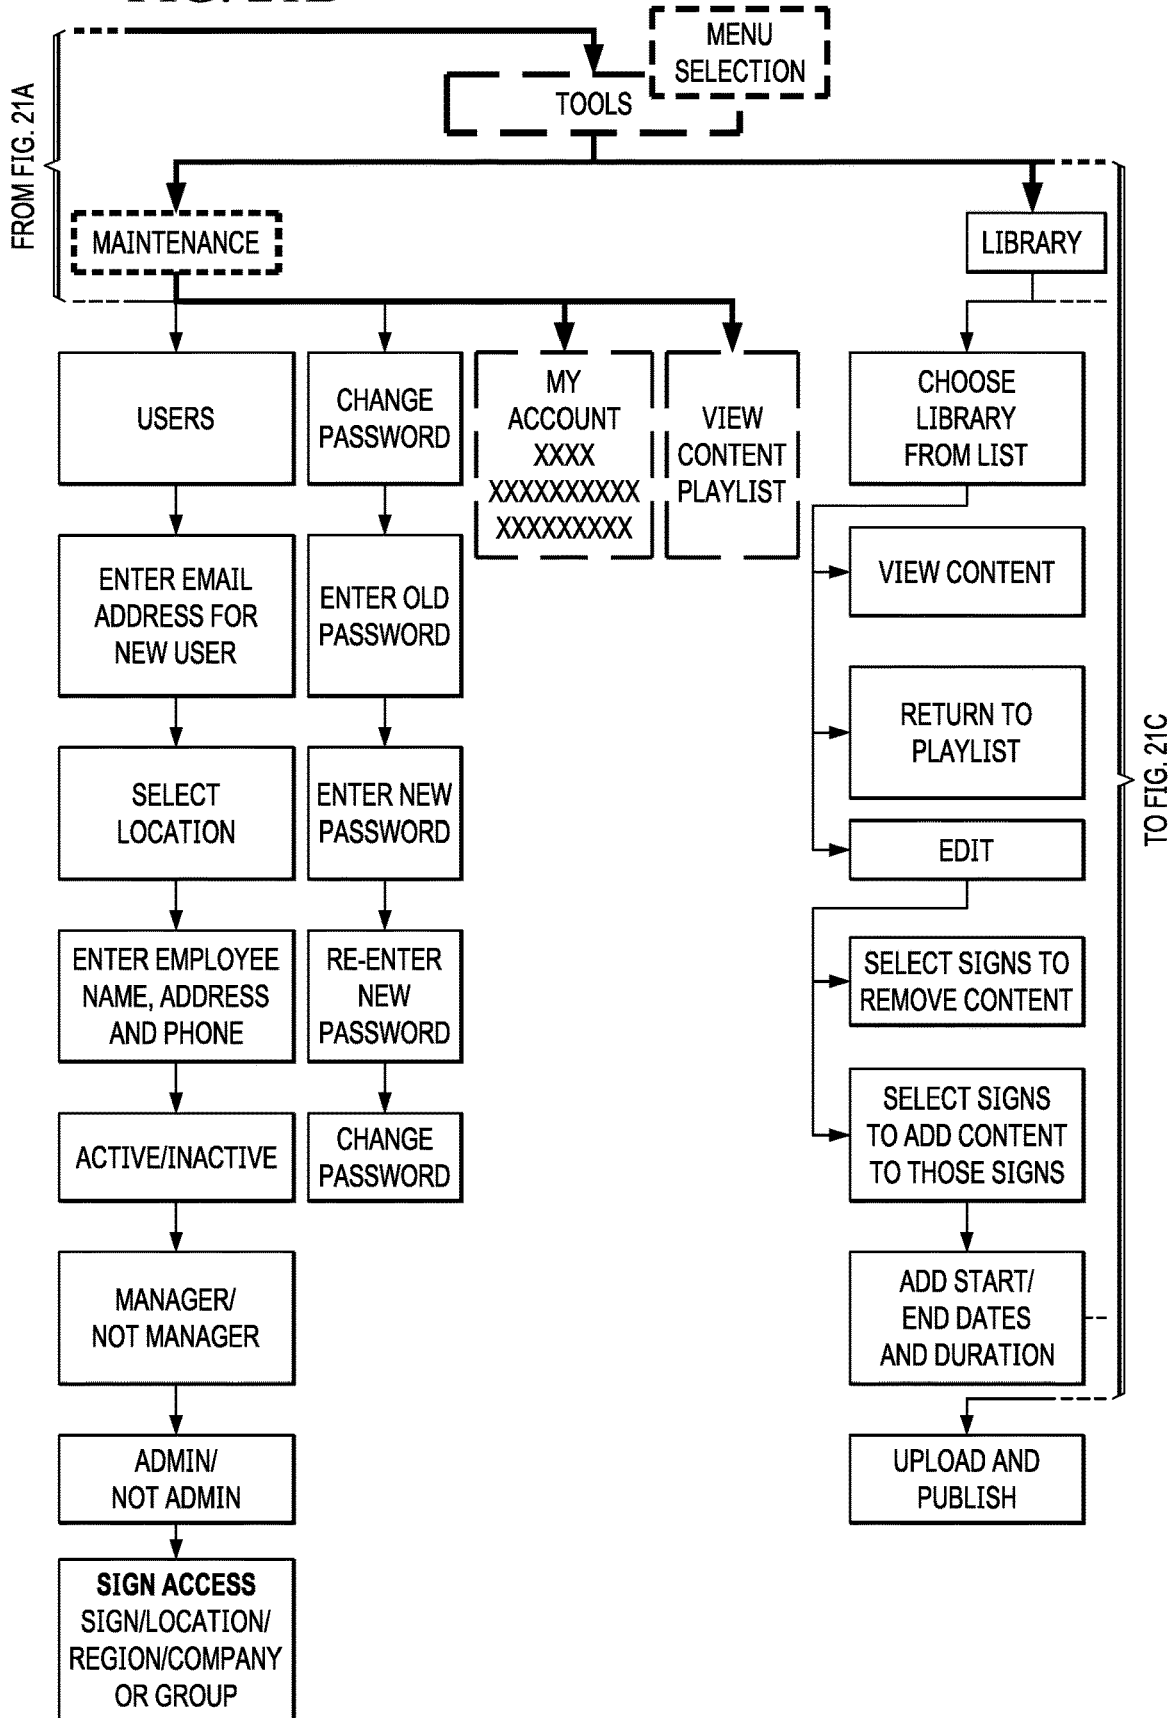 MENU
SELECTION
TOOLS
FROM FIG. 21A
MAINTENANCE
LIBRARY
USERS
CHANGE
PASSWORD
MY
ACCOUNT
XXXX
XXXXXXXXXX
XXXXXXXXX
VIEW
CONTENT
PLAYLIST
CHOOSE
LIBRARY
FROM LIST
ENTER EMAIL
ADDRESS FOR
NEW USER
ENTER OLD
PASSWORD
VIEW CONTENT
SELECT
LOCATION
ENTER NEW
PASSWORD
RETURN TO
PLAYLIST
TO FIG. 21C
EDIT
ENTER EMPLOYEE
NAME, ADDRESS
AND PHONE
RE-ENTER
NEW
PASSWORD
SELECT SIGNS TO
REMOVE CONTENT
ACTIVE/INACTIVE
CHANGE
PASSWORD
SELECT SIGNS
TO ADD CONTENT
TO THOSE SIGNS
MANAGER/
NOT MANAGER
ADD START/
END DATES
AND DURATION
ADMIN/
NOT ADMIN
UPLOAD AND
PUBLISH
SIGN ACCESS
SIGN/LOCATION/
REGION/COMPANY
OR GROUP